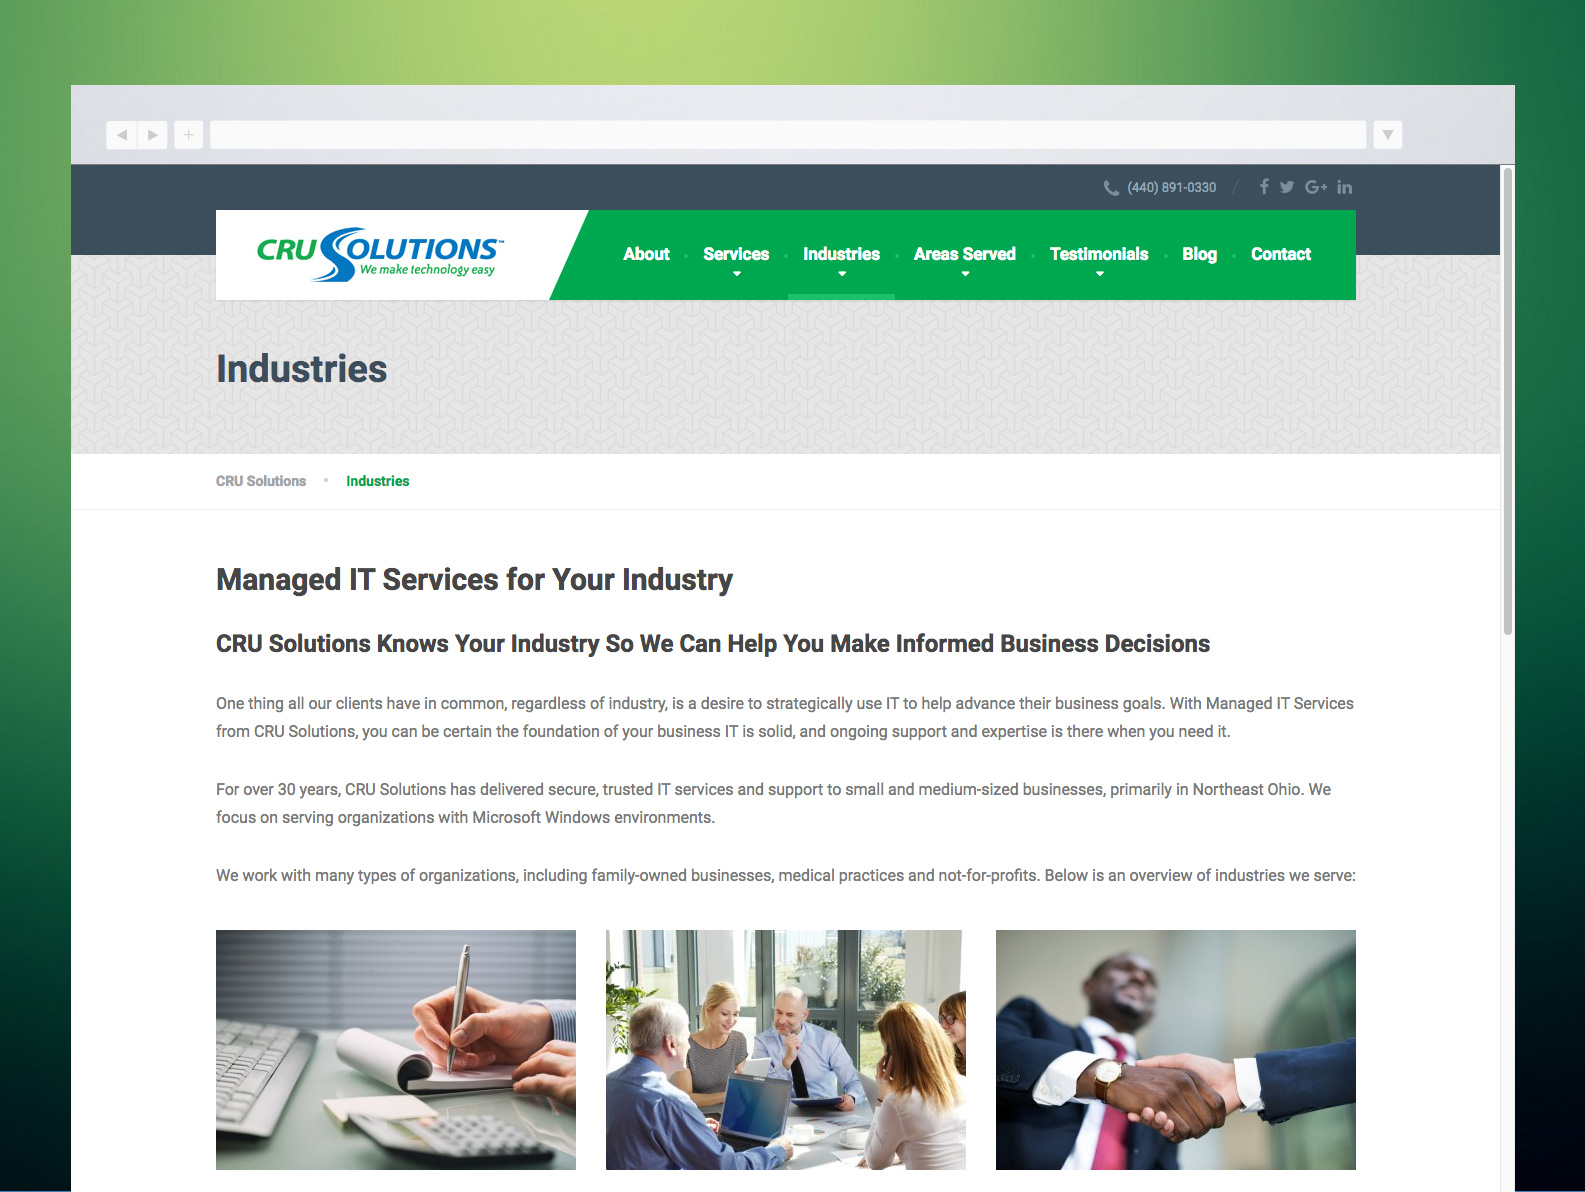 (440) 891-0330
CRU SOLUTIONS™
We make technology easy
About Services Industries Areas Served Testimonials Blog Contact
Industries
CRU Solutions • Industries
Managed IT Services for Your Industry
CRU Solutions Knows Your Industry So We Can Help You Make Informed Business Decisions
One thing all our clients have in common, regardless of industry, is a desire to strategically use IT to help advance their business goals. With Managed IT Services
from CRU Solutions, you can be certain the foundation of your business IT is solid, and ongoing support and expertise is there when you need it.
For over 30 years, CRU Solutions has delivered secure, trusted IT services and support to small and medium-sized businesses, primarily in Northeast Ohio. We
focus on serving organizations with Microsoft Windows environments.
We work with many types of organizations, including family-owned businesses, medical practices and not-for-profits. Below is an overview of industries we serve: